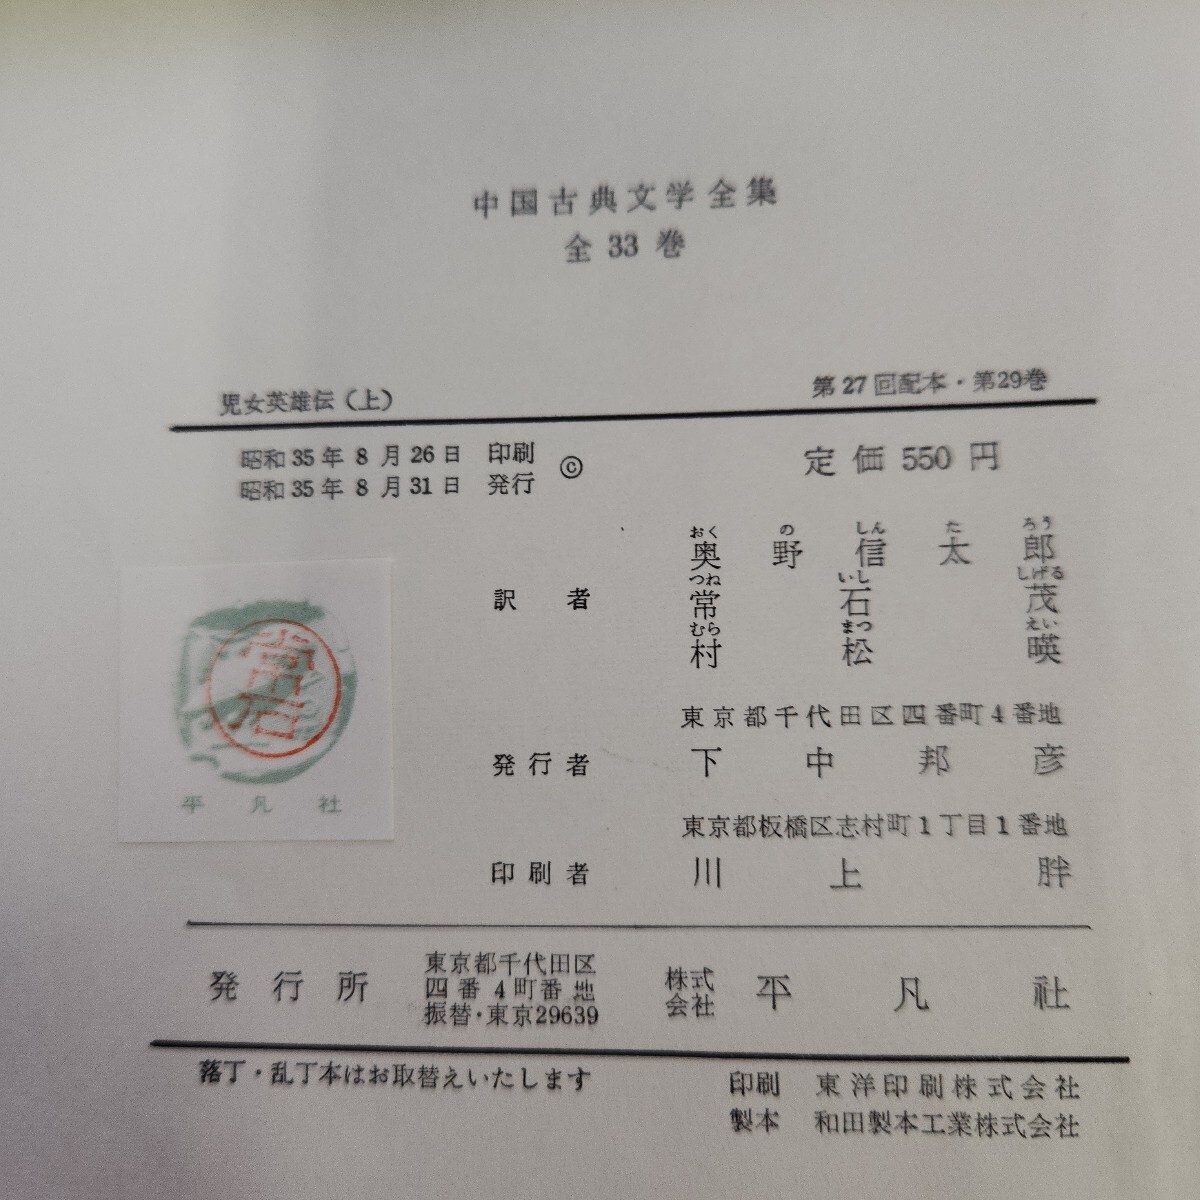 中国古典文学全集
全33巻
児女英雄伝(上)
第27回配本・第29巻
昭和35年8月26日 印刷
昭和35年8月31日 発行
©
定価 550 円
訳者
おく の しん た ろう
奥野信太郎
つね いし しげる
常石茂
むら まつ えい
村松暎
東京都千代田区四番町4番地
発行者 下中邦彦
東京都板橋区志村町1丁目1番地
印刷者 川上胖
常石
平凡社
発行所
東京都千代田区
四番4町番地
振替・東京29639
株式
会社
平凡社
落丁・乱丁本はお取替えいたします
印刷 東洋印刷株式会社
製本 和田製本工業株式会社